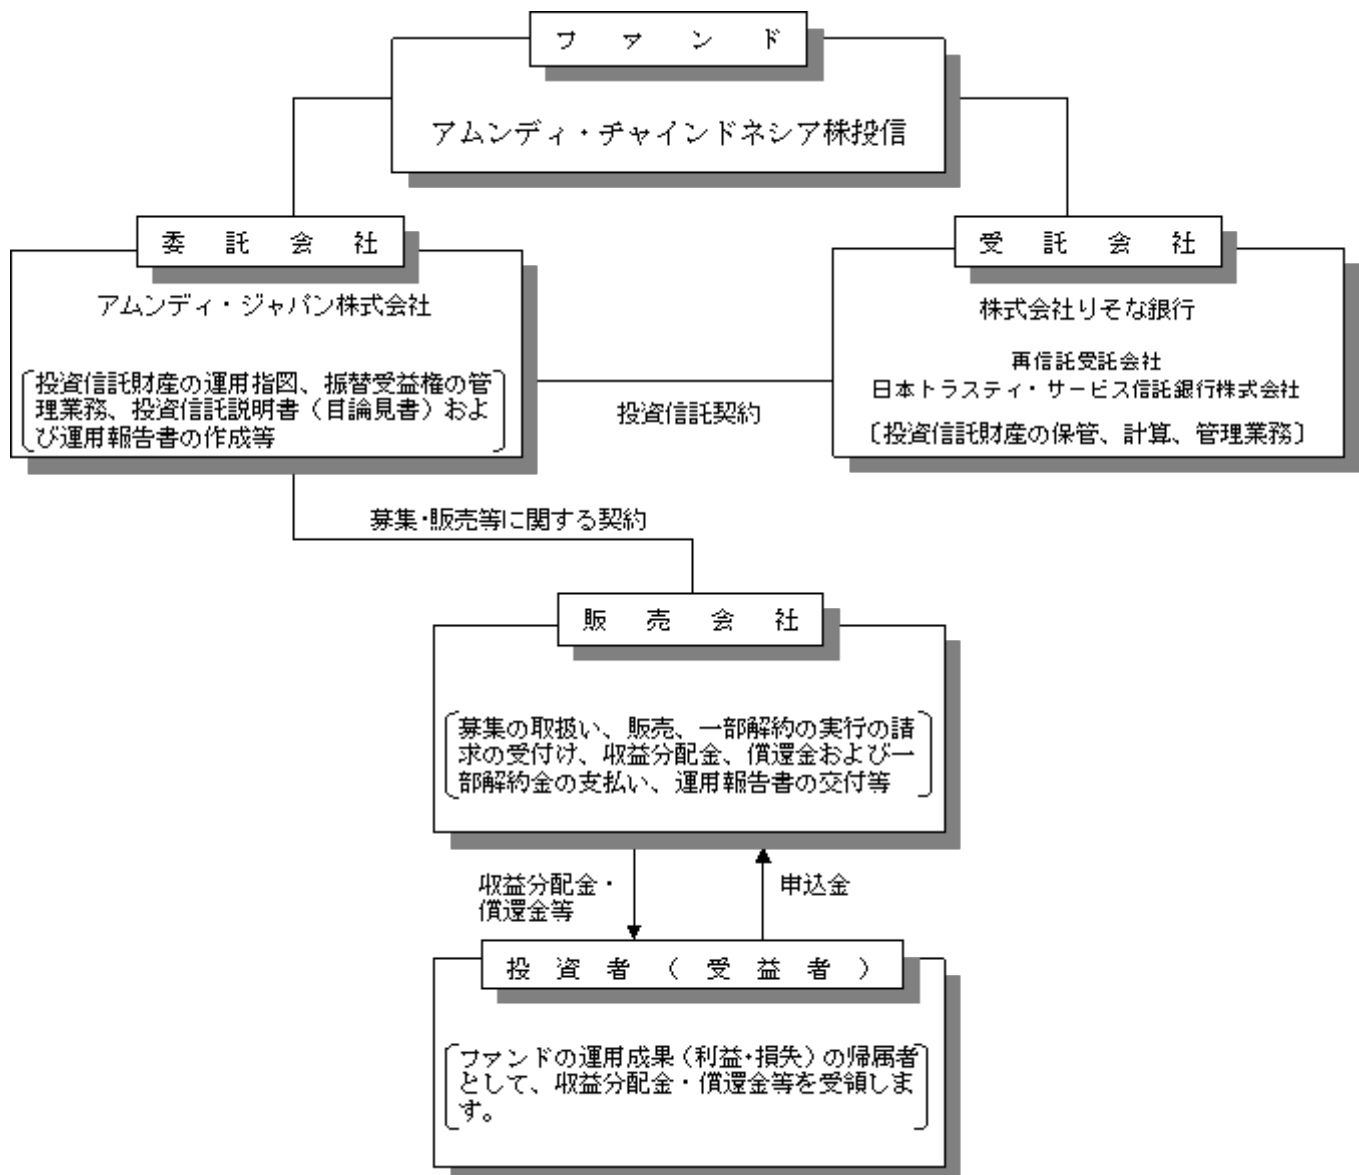 ファンド
アムンディ・チャインドネシア株投信
委託会社
アムンディ・ジャパン株式会社
投資信託財産の運用指図、振替受益権の管
理業務、投資信託説明書（目論見書）およ
び運用報告書の作成等
投資信託契約
受託会社
株式会社りそな銀行
再信託受託会社
日本トラスティ・サービス信託銀行株式会社
〔投資信託財産の保管、計算、管理業務〕
募集・販売等に関する契約
販売会社
募集の取扱い、販売、一部解約の実行の請
求の受付け、収益分配金、償還金および一
部解約金の支払い、運用報告書の交付等
収益分配金・
償還金等
申込金
投資者（受益者）
ファンドの運用成果（利益・損失）の帰属者
として、収益分配金・償還金等を受領しま
す。